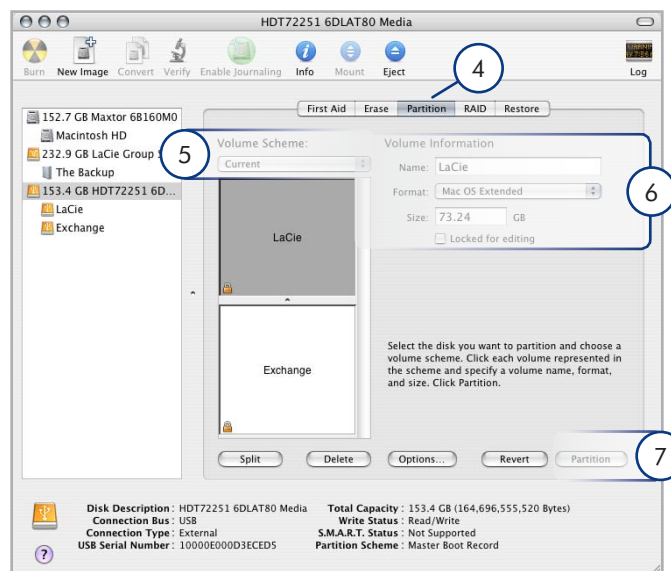 HDT72251 6DLAT80 Media
Burn New Image Convert Verify Enable Journaling Info Mount Eject Log
4
First Aid Erase Partition RAID Restore
152.7 GB Maxtor 6B160M0
Macintosh HD
232.9 GB LaCie Group
The Backup
153.4 GB HDT72251 6D...
LaCie
Exchange
5
Volume Scheme:
Current
LaCie
Exchange
Volume Information
Name: LaCie
Format: Mac OS Extended
Size: 73.24 GB
Locked for editing
6
Select the disk you want to partition and choose a
volume scheme. Click each volume represented in
the scheme and specify a volume name, format,
and size. Click Partition.
Split Delete Options... Revert Partition
7
Disk Description : HDT72251 6DLAT80 Media Total Capacity : 153.4 GB (164,696,555,520 Bytes)
Connection Bus : USB Write Status : Read/Write
Connection Type : External S.M.A.R.T. Status : Not Supported
USB Serial Number : 10000E000D3ECED5 Partition Scheme : Master Boot Record
?